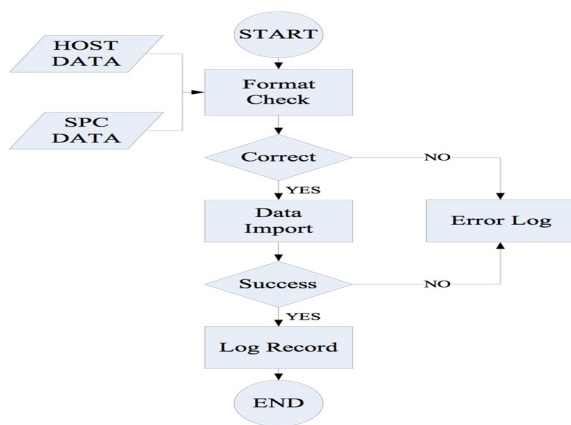 START
HOST
DATA
Format
Check
SPC
DATA
Correct
NO
YES
Data
Import
Error Log
Success
NO
YES
Log Record
END